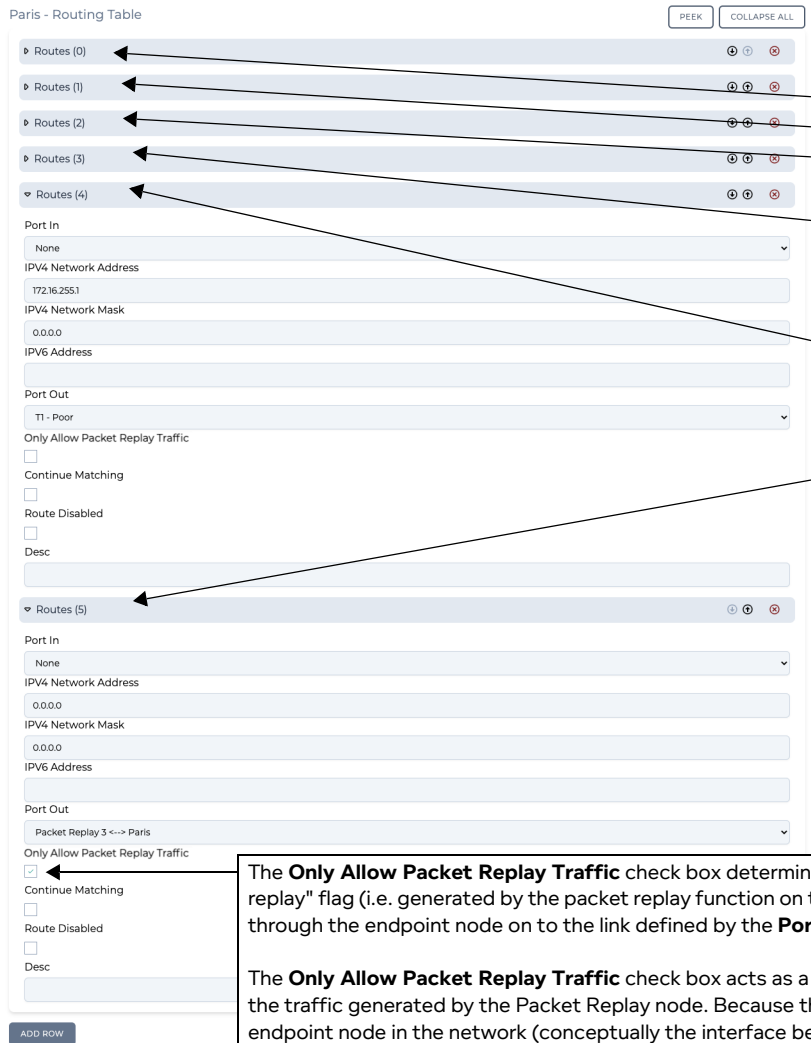 Paris - Routing Table
PEEK
COLLAPSE ALL
Routes (0)
Routes (1)
Routes (2)
Routes (3)
Routes (4)
Port In
None
IPV4 Network Address
172.16.255.1
IPV4 Network Mask
0.0.0.0
IPV6 Address
Port Out
T1 - Poor
Only Allow Packet Replay Traffic
Continue Matching
Route Disabled
Desc
Routes (5)
Port In
None
IPV4 Network Address
0.0.0.0
IPV4 Network Mask
0.0.0.0
IPV6 Address
Port Out
Packet Replay 3 <--> Paris
Only Allow Packet Replay Traffic
Continue Matching
Route Disabled
Desc
ADD ROW
The Only Allow Packet Replay Traffic check box
replay" flag (i.e. generated by the packet replay function on
through the endpoint node on to the link defined by the
The Only Allow Packet Replay Traffic check box acts as a
the traffic generated by the Packet Replay node. Because
endpoint node in the network (conceptually the interface